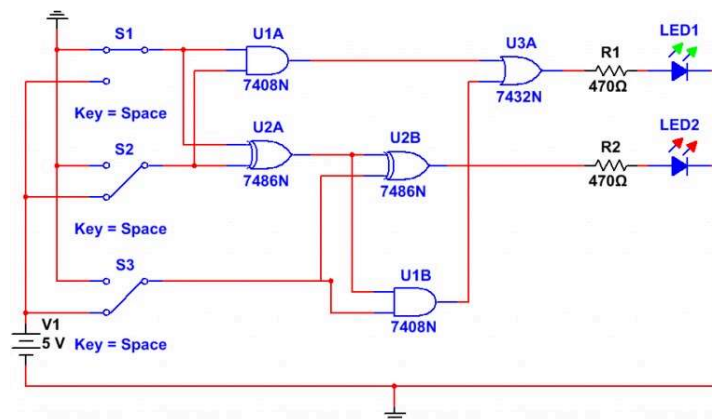 S1
Key = Space
S2
Key = Space
S3
Key = Space
V1
5 V
U1A
7408N
U2A
7486N
U2B
7486N
U1B
7408N
U3A
7432N
R1
470Ω
LED1
R2
470Ω
LED2